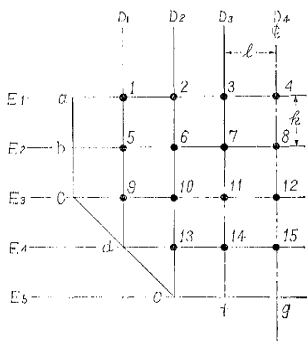 D1 D2 D3 D4
ℓ ₵
E1 a 1 2 3 4
h
E2 b 5 6 7 8
E3 c 9 10 11 12
E4 d 13 14 15
E5 e f g